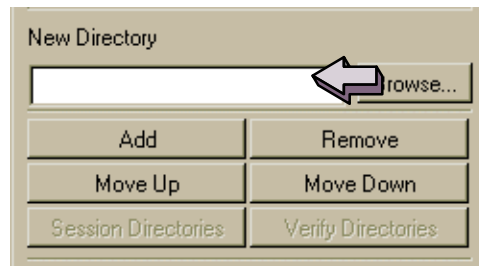 New Directory
rowse...
Add Remove
Move Up Move Down
Session Directories Verify Directories